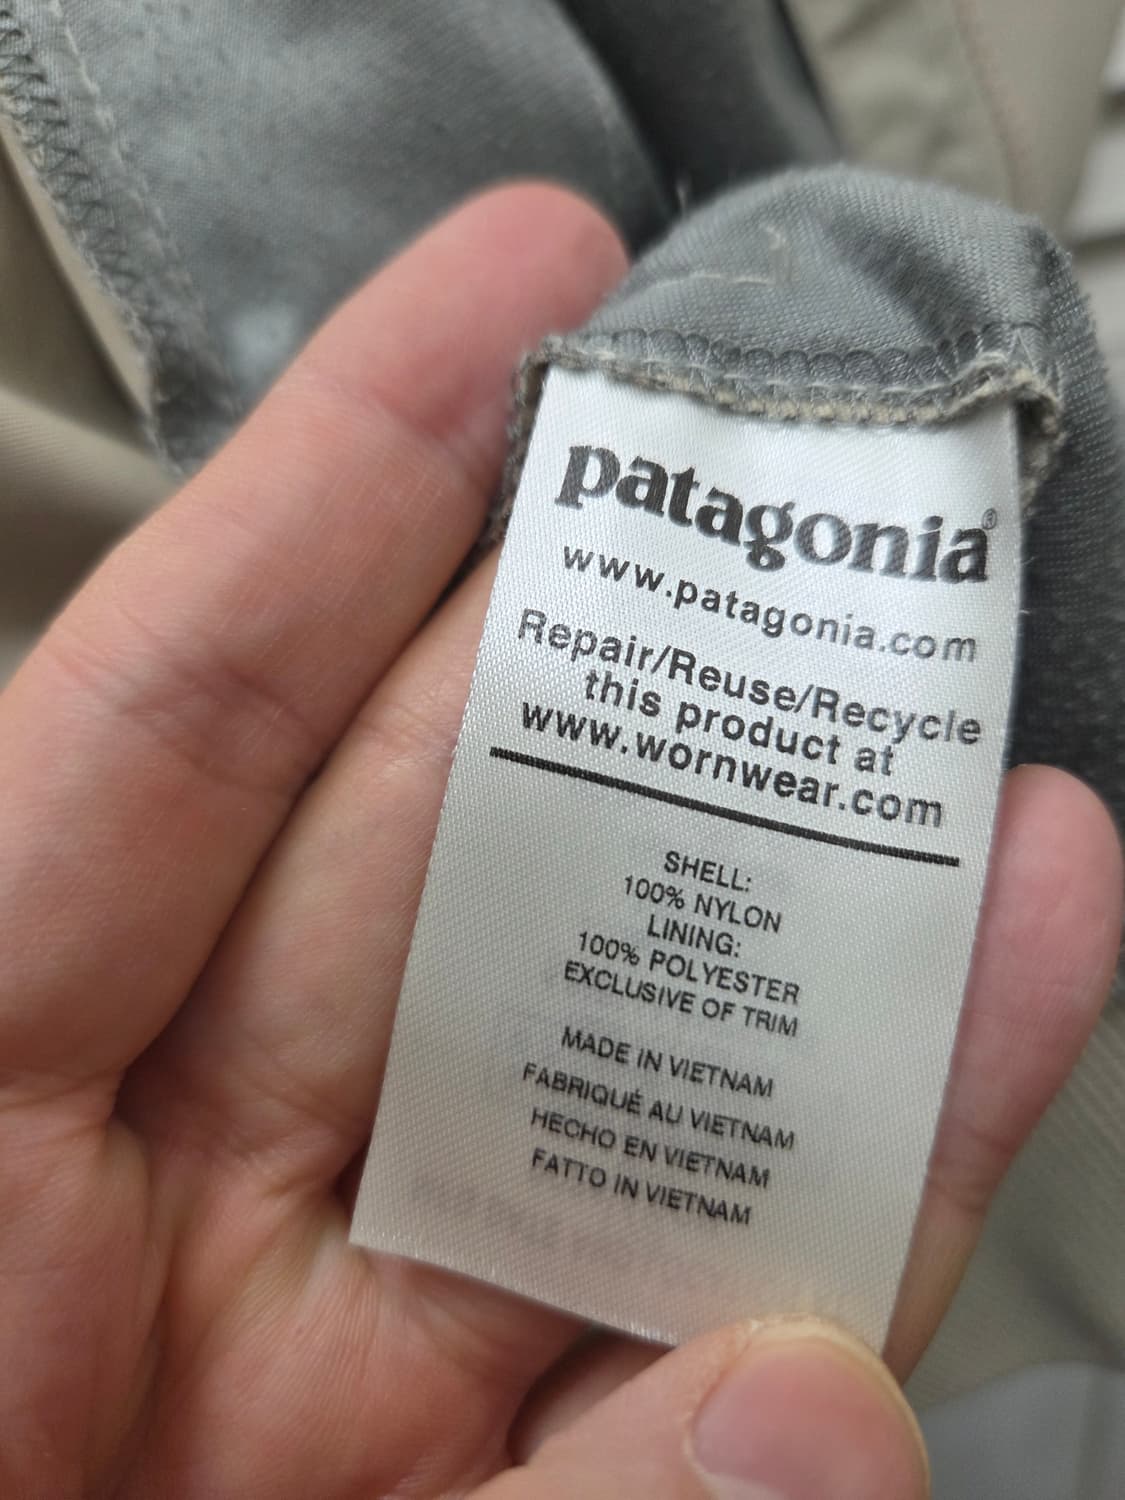 patagonia®
www.patagonia.com
Repair/Reuse/Recycle
this product at
www.wornwear.com
SHELL:
100% NYLON
LINING:
100% POLYESTER
EXCLUSIVE OF TRIM
MADE IN VIETNAM
FABRIQUÉ AU VIETNAM
HECHO EN VIETNAM
FATTO IN VIETNAM